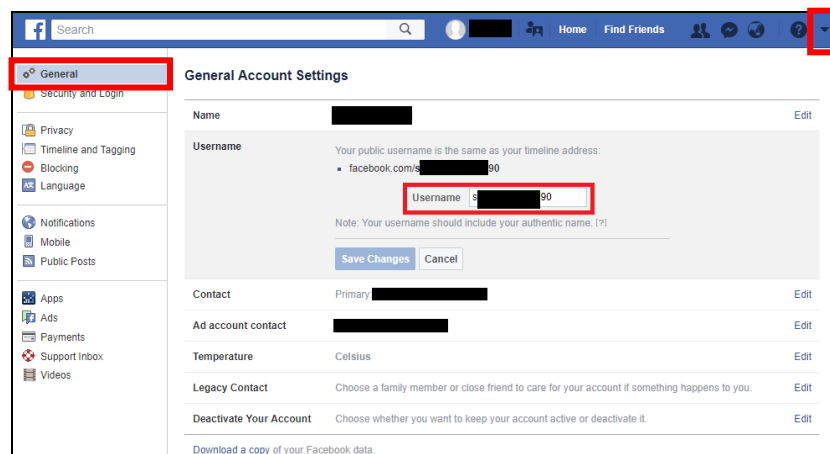 f Search Home Find Friends ?
General
Security and Login
Privacy
Timeline and Tagging
Blocking
Language
Notifications
Mobile
Public Posts
Apps
Ads
Payments
Support Inbox
Videos
General Account Settings
Name Edit
Username Your public username is the same as your timeline address:
facebook.com/s 90
Username s 90
Note: Your username should include your authentic name. [?]
Save Changes Cancel
Contact Primary: Edit
Ad account contact Edit
Temperature Celsius Edit
Legacy Contact Choose a family member or close friend to care for your account if something happens to you. Edit
Deactivate Your Account Choose whether you want to keep your account active or deactivate it. Edit
Download a copy of your Facebook data.